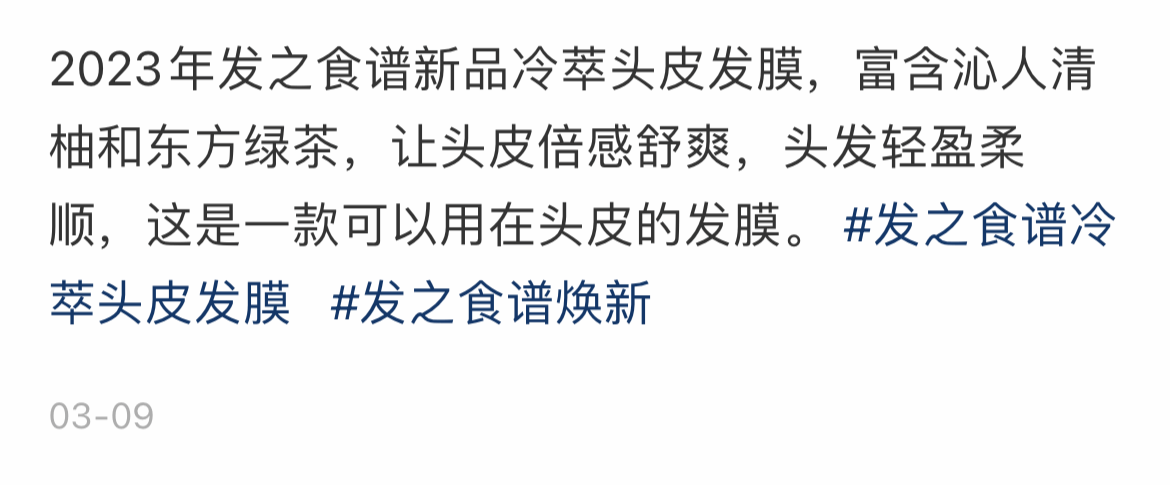 2023年发之食谱新品冷萃头皮发膜，富含沁人清
柚和东方绿茶，让头皮倍感舒爽，头发轻盈柔
顺，这是一款可以用在头皮的发膜。 #发之食谱冷
萃头皮发膜 #发之食谱焕新
03-09